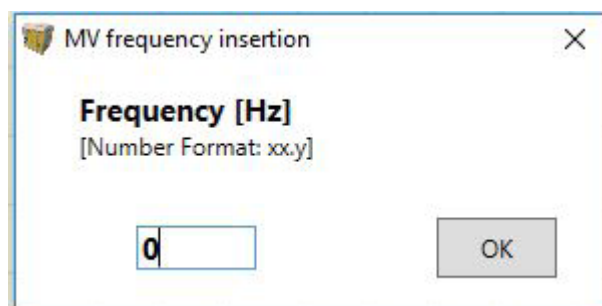 MV frequency insertion
Frequency [Hz]
[Number Format: xx.y]
0
OK